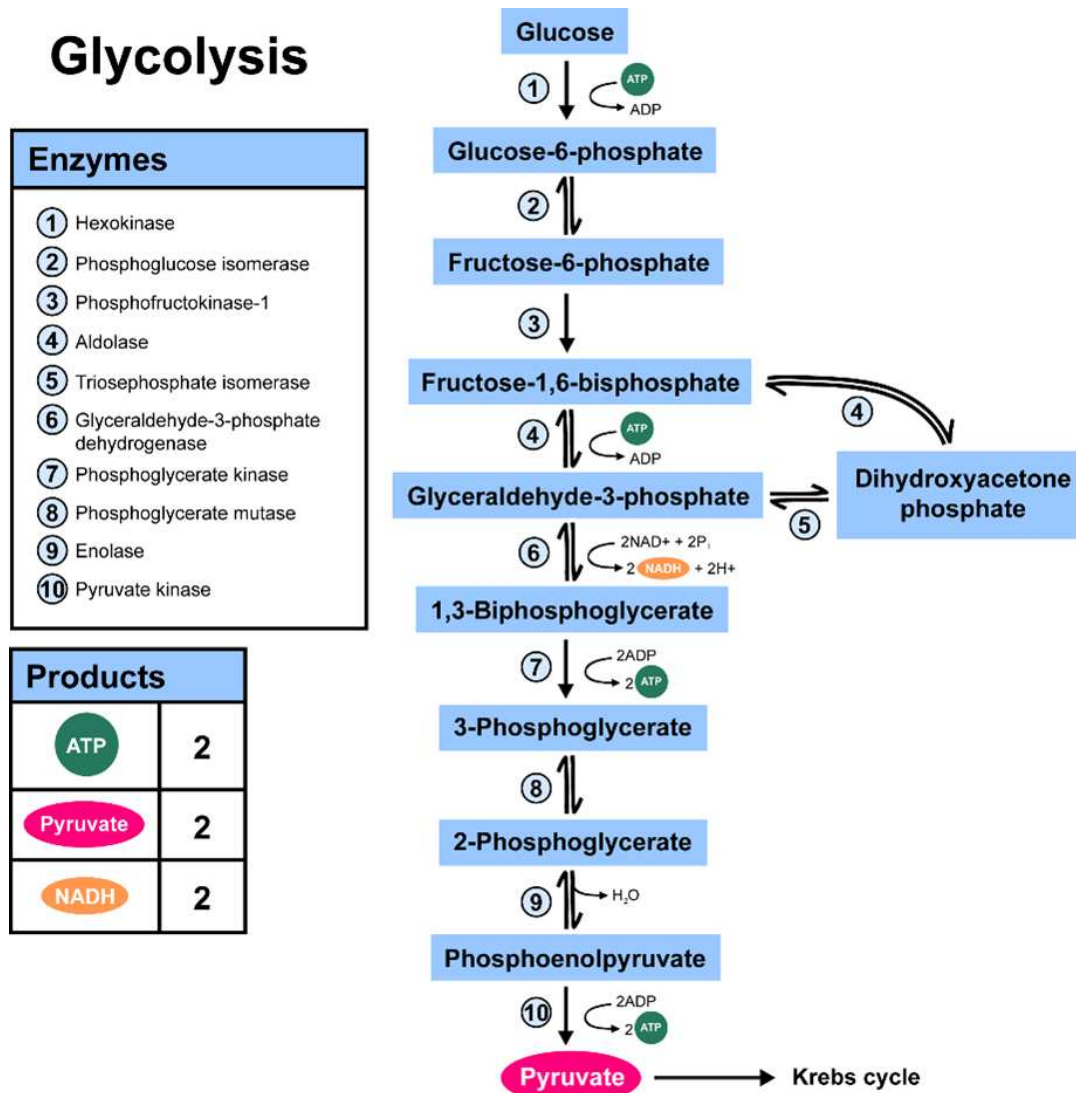 Glycolysis
Enzymes
1 Hexokinase
2 Phosphoglucose isomerase
3 Phosphofructokinase-1
4 Aldolase
5 Triosephosphate isomerase
6 Glyceraldehyde-3-phosphate
dehydrogenase
7 Phosphoglycerate kinase
8 Phosphoglycerate mutase
9 Enolase
10 Pyruvate kinase
Products
ATP 2
Pyruvate 2
NADH 2
Glucose
1
ATP
ADP
Glucose-6-phosphate
2
Fructose-6-phosphate
3
Fructose-1,6-bisphosphate
4
4
ATP
ADP
Glyceraldehyde-3-phosphate
5
Dihydroxyacetone
phosphate
6
2NAD+ + 2Pᵢ
2 NADH + 2H+
1,3-Biphosphoglycerate
7
2ADP
2 ATP
3-Phosphoglycerate
8
2-Phosphoglycerate
9
H₂O
Phosphoenolpyruvate
10
2ADP
2 ATP
Pyruvate
Krebs cycle